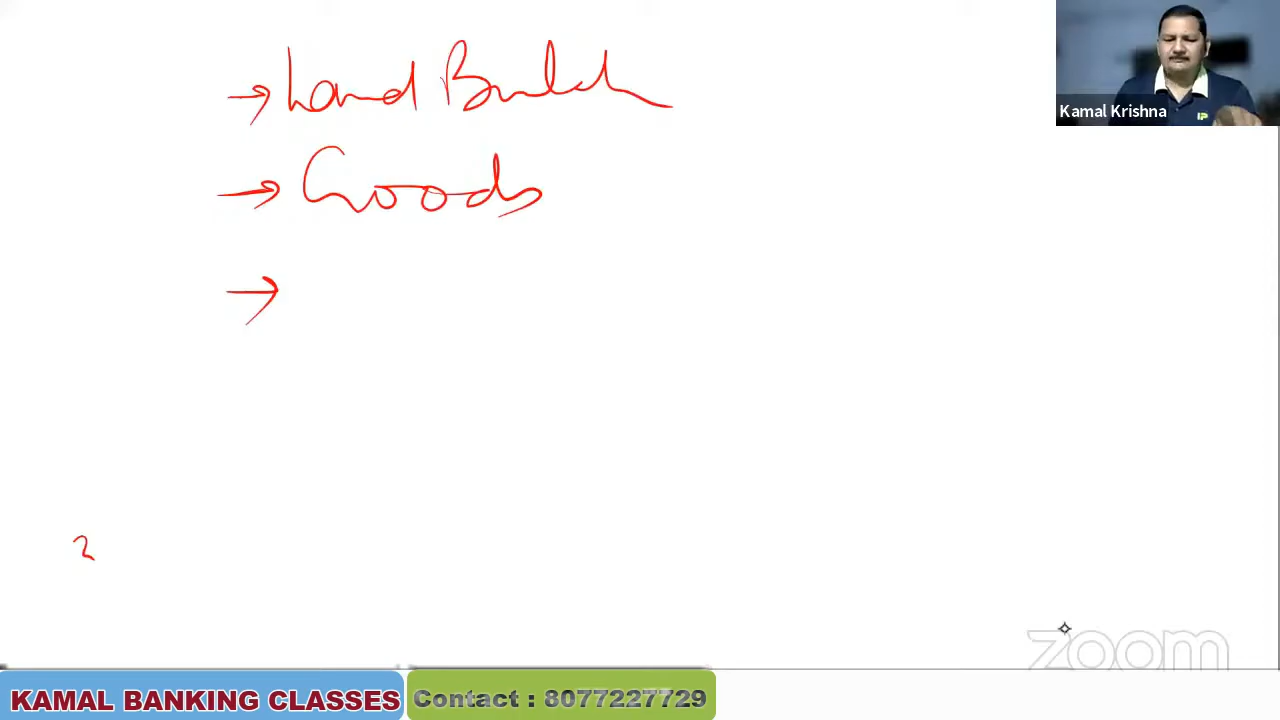 Kamal Krishna
→ Land Build
→ Goods
→
2
zoom
KAMAL BANKING CLASSES
Contact : 8077227729